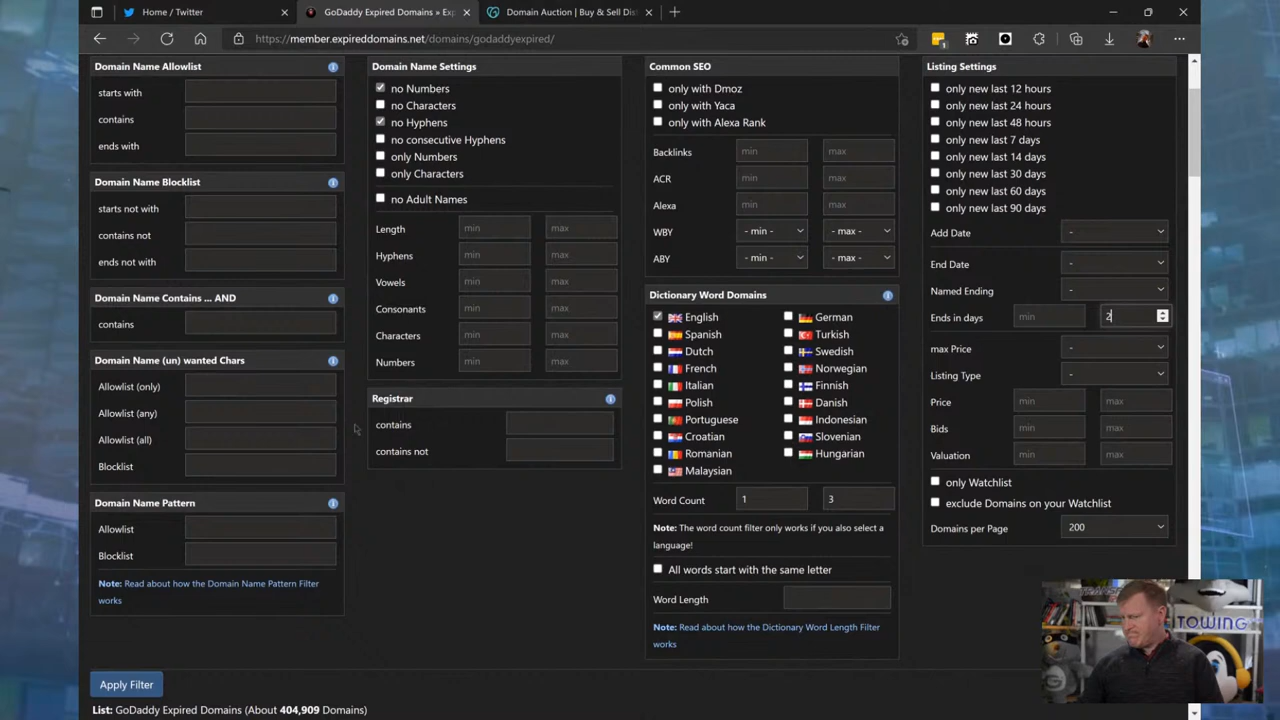 Home / Twitter
GoDaddy Expired Domains » Exp
Domain Auction | Buy & Sell Dis
https://member.expireddomains.net/domains/godaddyexpired/
1
Domain Name Allowlist
starts with
contains
ends with
Domain Name Blocklist
starts not with
contains not
ends not with
Domain Name Contains ... AND
contains
Domain Name (un) wanted Chars
Allowlist (only)
Allowlist (any)
Allowlist (all)
Blocklist
Domain Name Pattern
Allowlist
Blocklist
Note: Read about how the Domain Name Pattern Filter
works
Domain Name Settings
no Numbers
no Characters
no Hyphens
no consecutive Hyphens
only Numbers
only Characters
no Adult Names
Length min max
Hyphens min max
Vowels min max
Consonants min max
Characters min max
Numbers min max
Registrar
contains
contains not
Common SEO
only with Dmoz
only with Yaca
only with Alexa Rank
Backlinks min max
ACR min max
Alexa min max
WBY - min - - max -
ABY - min - - max -
Dictionary Word Domains
English German
Spanish Turkish
Dutch Swedish
French Norwegian
Italian Finnish
Polish Danish
Portuguese Indonesian
Croatian Slovenian
Romanian Hungarian
Malaysian
Word Count 1 3
Note: The word count filter only works if you also select a
language!
All words start with the same letter
Word Length
Note: Read about how the Dictionary Word Length Filter
works
Listing Settings
only new last 12 hours
only new last 24 hours
only new last 48 hours
only new last 7 days
only new last 14 days
only new last 30 days
only new last 60 days
only new last 90 days
Add Date -
End Date -
Named Ending -
Ends in days min 2
max Price -
Listing Type -
Price min max
Bids min max
Valuation min max
only Watchlist
exclude Domains on your Watchlist
Domains per Page 200
Apply Filter
List: GoDaddy Expired Domains (About 404,909 Domains)
TOWING